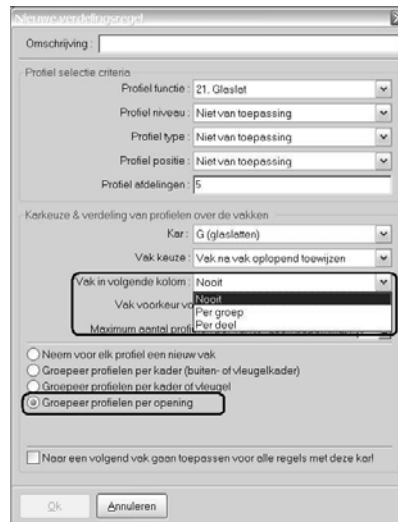 Nieuwe verdelingsregel
Omschrijving :
Profiel selectie criteria
Profiel functie : 21. Glaslat
Profiel niveau : Niet van toepassing
Profiel type : Niet van toepassing
Profiel positie : Niet van toepassing
Profiel afdelingen : 5
Karkeuze & verdeling van profielen over de vakken
Kar : G (glaslatten)
Vak keuze : Vak na vak oplopend toewijzen
Vak in volgende kolom : Nooit
Nooit
Vak voorkeur
Per groep
Per deel
Maximum aantal
Neem voor elk profiel een nieuw vak
Groepeer profielen per kader (buiten- of vleugelkader)
Groepeer profielen per kader of vleugel
Groepeer profielen per opening
Naar een volgend vak gaan toepassen voor alle regels met deze kar!
Ok Annuleren